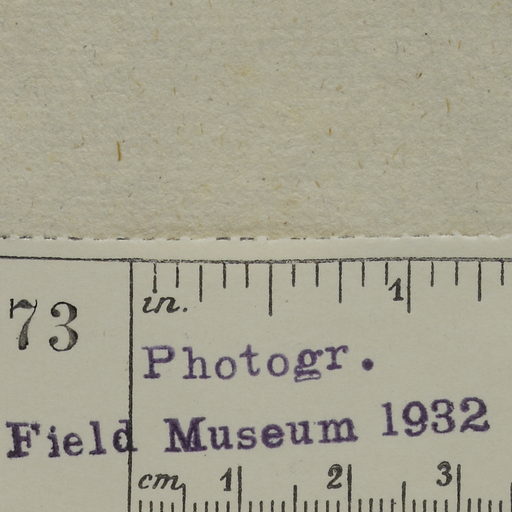 73
in. 1
Photogr.
Field Museum 1932
cm 1 2 3